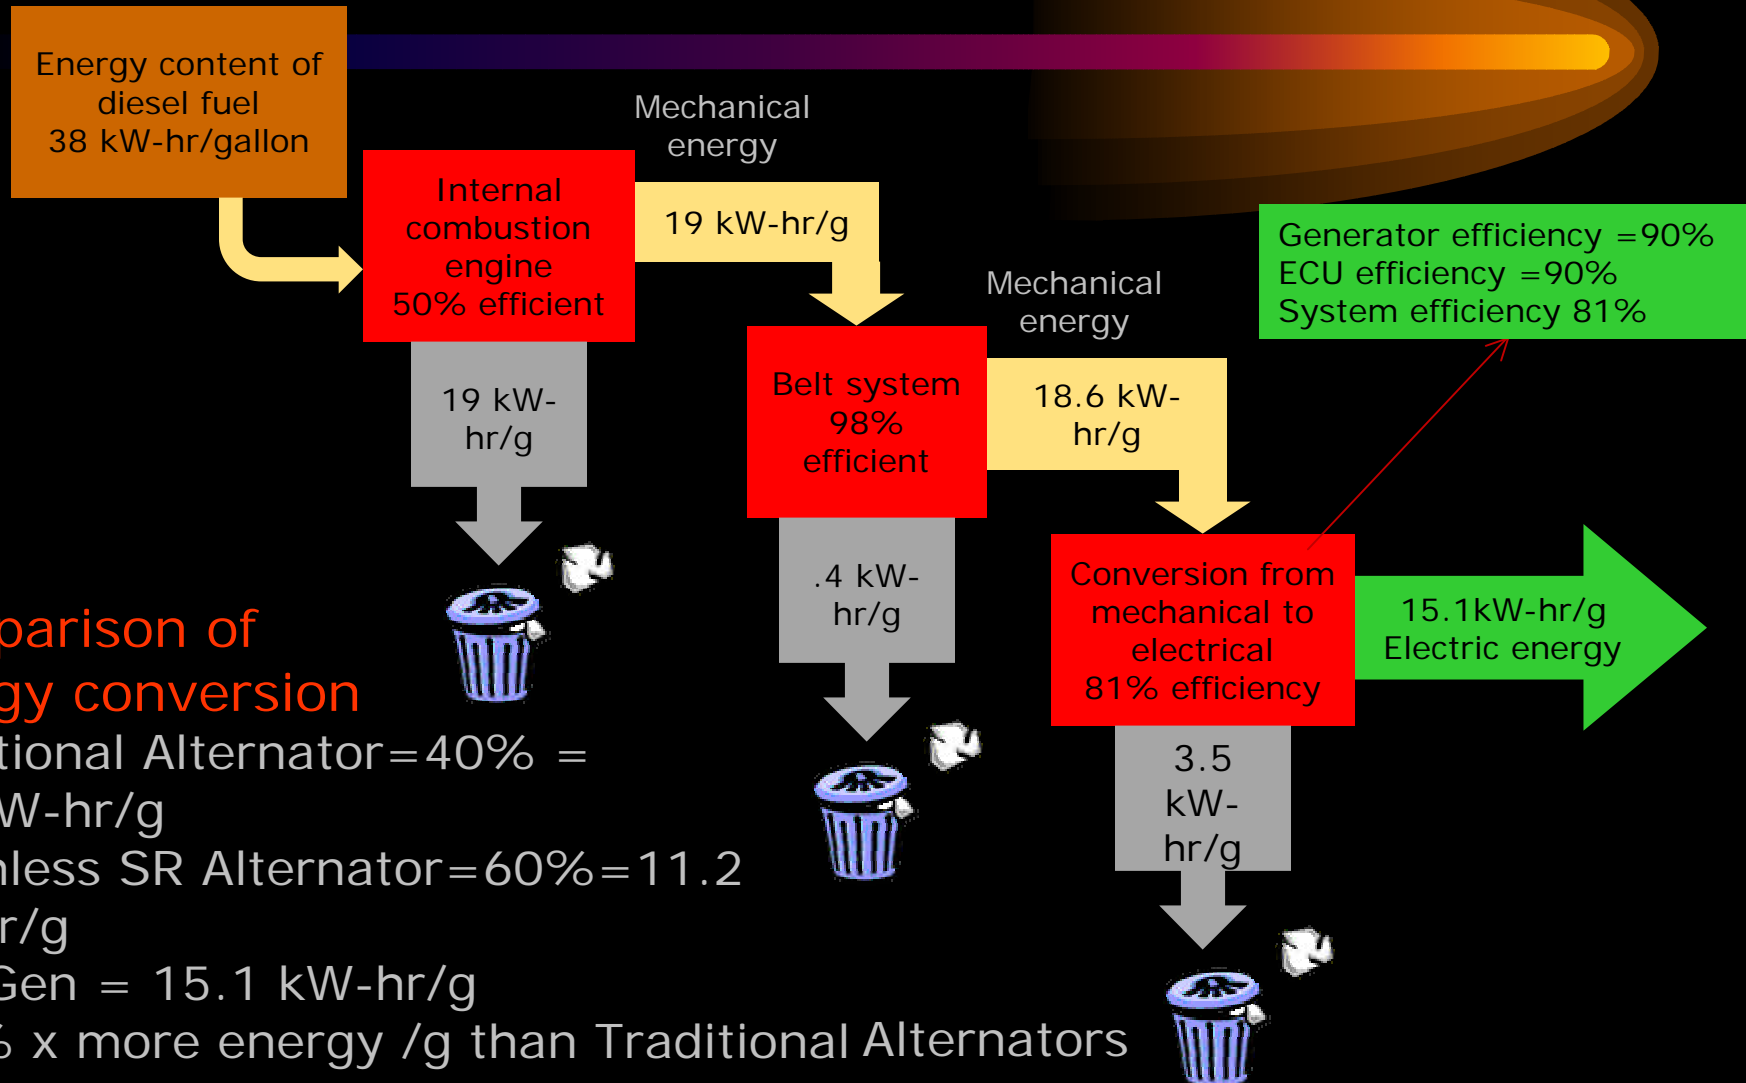 Energy content of
diesel fuel
38 kW-hr/gallon
Mechanical
energy
Internal
combustion
engine
50% efficient
19 kW-hr/g
Generator efficiency =90%
ECU efficiency =90%
System efficiency 81%
Mechanical
energy
19 kW-
hr/g
Belt system
98%
efficient
18.6 kW-
hr/g
.4 kW-
hr/g
Conversion from
mechanical to
electrical
81% efficiency
15.1kW-hr/g
Electric energy
3.5
kW-
hr/g
parison of
gy conversion
tional Alternator=40% =
W-hr/g
nless SR Alternator=60%=11.2
r/g
Gen = 15.1 kW-hr/g
% x more energy /g than Traditional Alternators